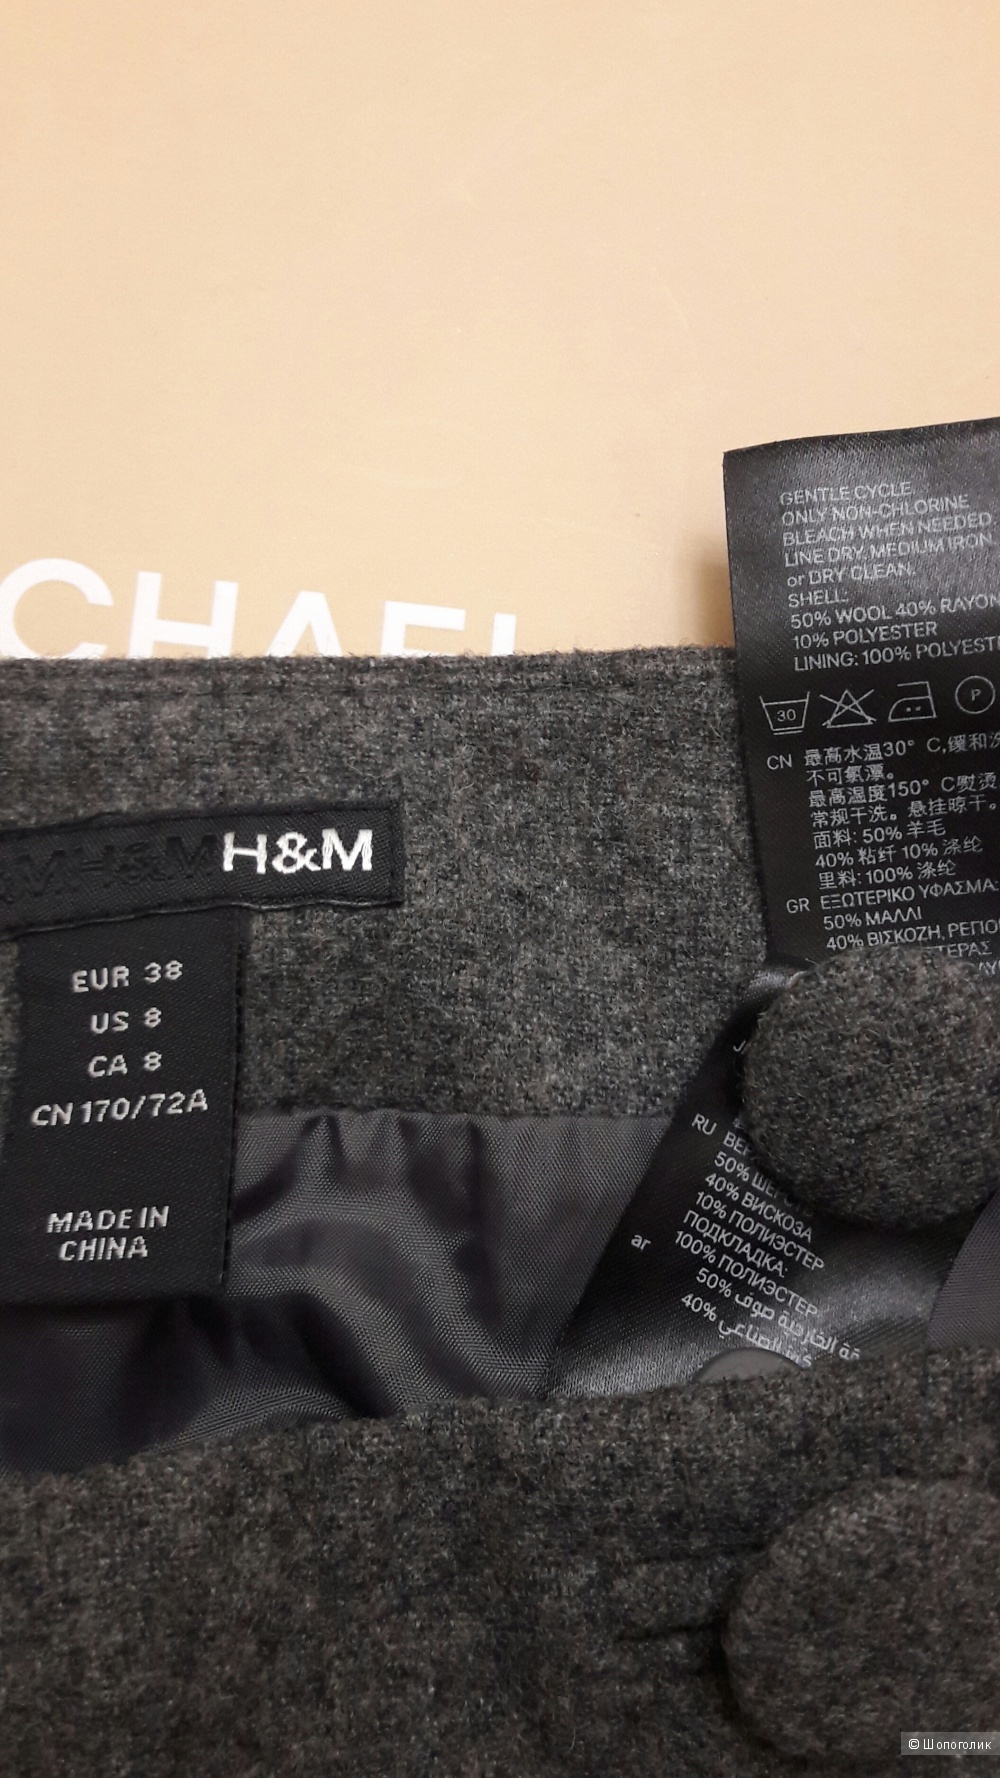 CHAEL
H&M
EUR 38
US 8
CA 8
CN 170/72A
MADE IN
CHINA
GENTLE CYCLE
ONLY NON-CHLORINE
BLEACH WHEN NEEDED
LINE DRY, MEDIUM IRON
or DRY CLEAN.
SHELL:
50% WOOL 40% RAYON
10% POLYESTER
LINING: 100% POLYEST
30
P
CN 最高水温30° C,缓和洗
不可氯漂。
最高温度150° C熨烫
常规干洗。悬挂晾干。
面料: 50% 羊毛
40% 粘纤 10% 涤纶
里料: 100% 涤纶
GR ΕΞΩΤΕΡΙΚΟ ΥΦΑΣΜΑ:
50% ΜΑΛΛΙ
40% ΒΙΣΚΟΖΗ, ΡΕΓΙΟ
RU
50%
40% ВИСКОЗА
10% ПОЛИЭСТЕР
ПОДКЛАДКА:
100% ПОЛИЭСТЕР
ar
50% صوف الخارجية
40%
© Шопоголик